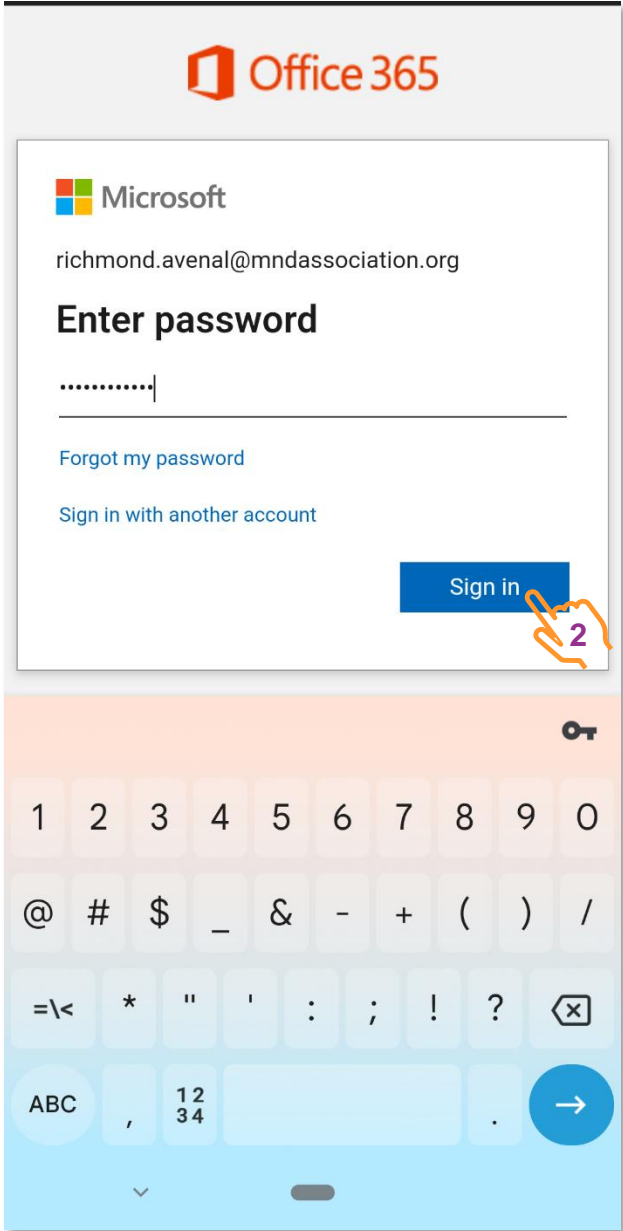 Office 365
Microsoft
richmond.avenal@mndassociation.org
Enter password
••••••••••••
Forgot my password
Sign in with another account
Sign in
2
1 2 3 4 5 6 7 8 9 0
@ # $ _ & - + ( ) /
=\< * " ' : ; ! ?
ABC , 12 .
34